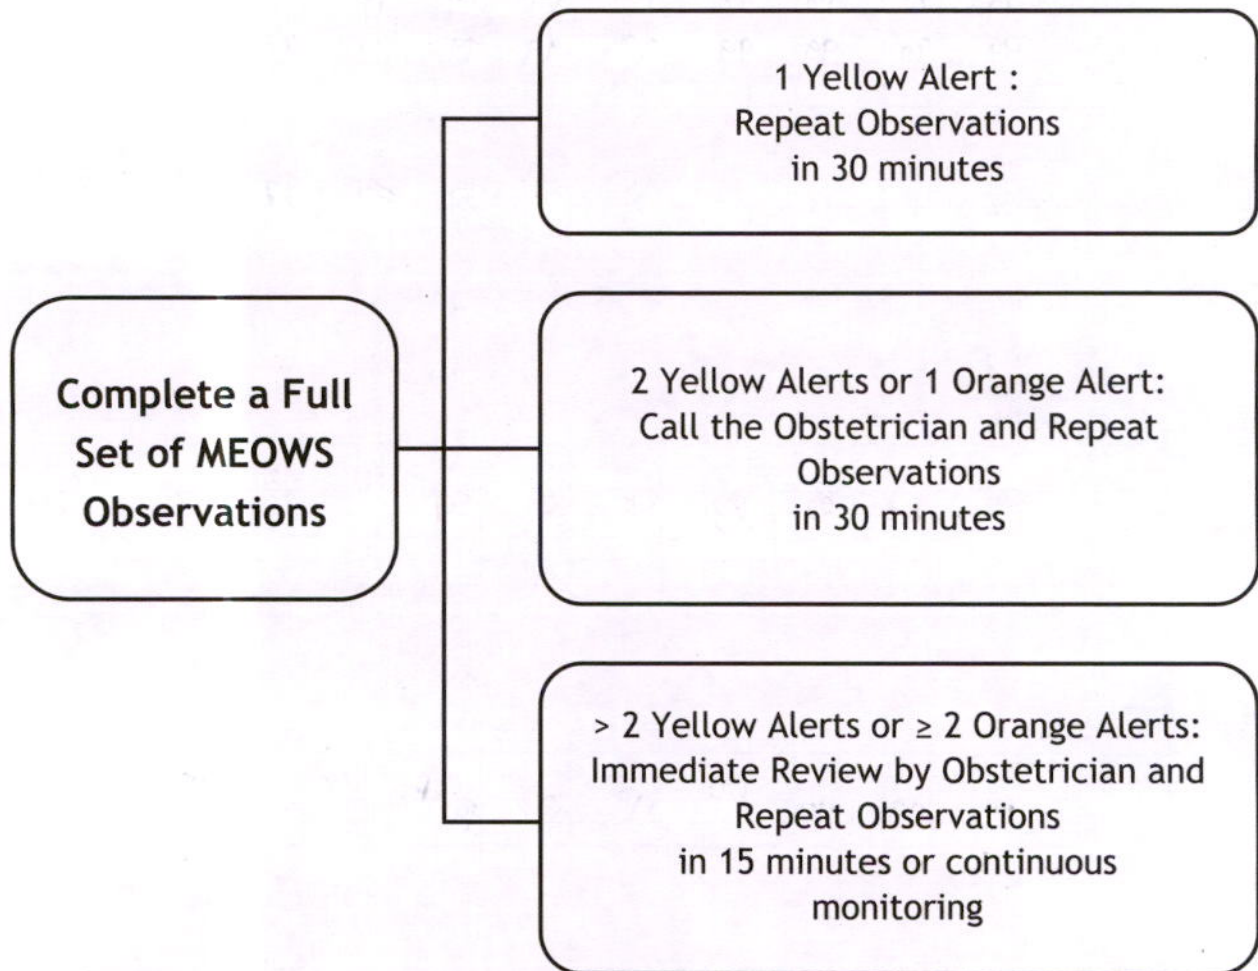 Complete a Full
Set of MEOWS
Observations
1 Yellow Alert :
Repeat Observations
in 30 minutes
2 Yellow Alerts or 1 Orange Alert:
Call the Obstetrician and Repeat
Observations
in 30 minutes
> 2 Yellow Alerts or ≥ 2 Orange Alerts:
Immediate Review by Obstetrician and
Repeat Observations
in 15 minutes or continuous
monitoring